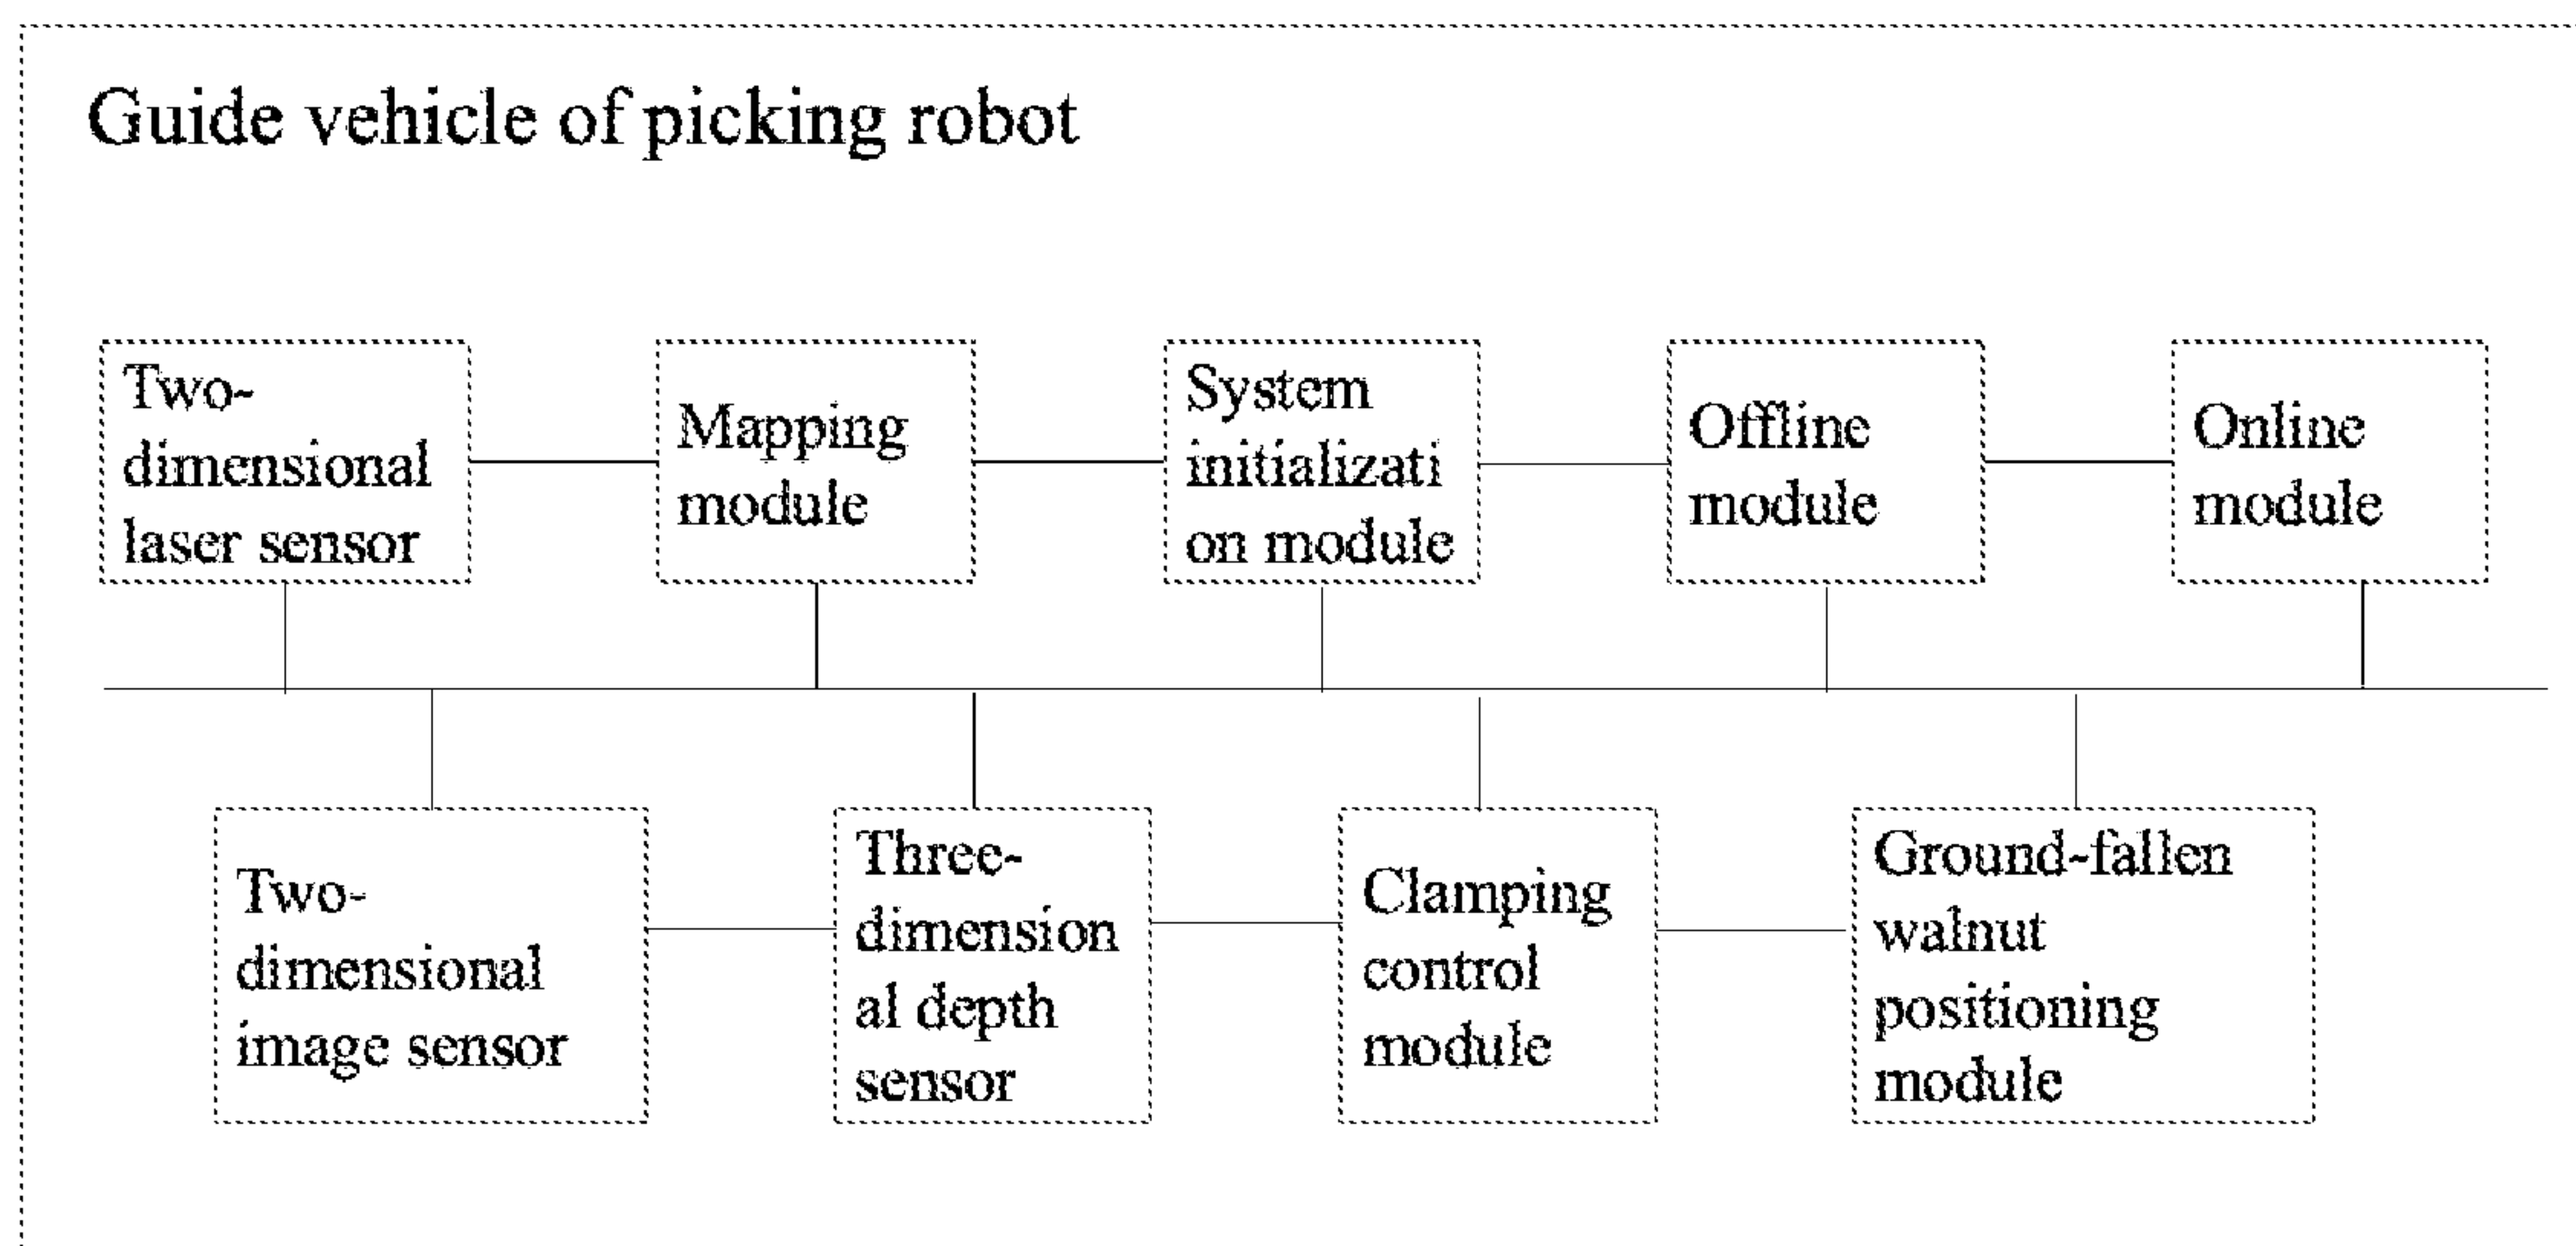 Guide vehicle of picking robot
Two-
dimensional
laser sensor
Mapping
module
System
initializati
on module
Offline
module
Online
module
Two-
dimensional
image sensor
Three-
dimension
al depth
sensor
Clamping
control
module
Ground-fallen
walnut
positioning
module